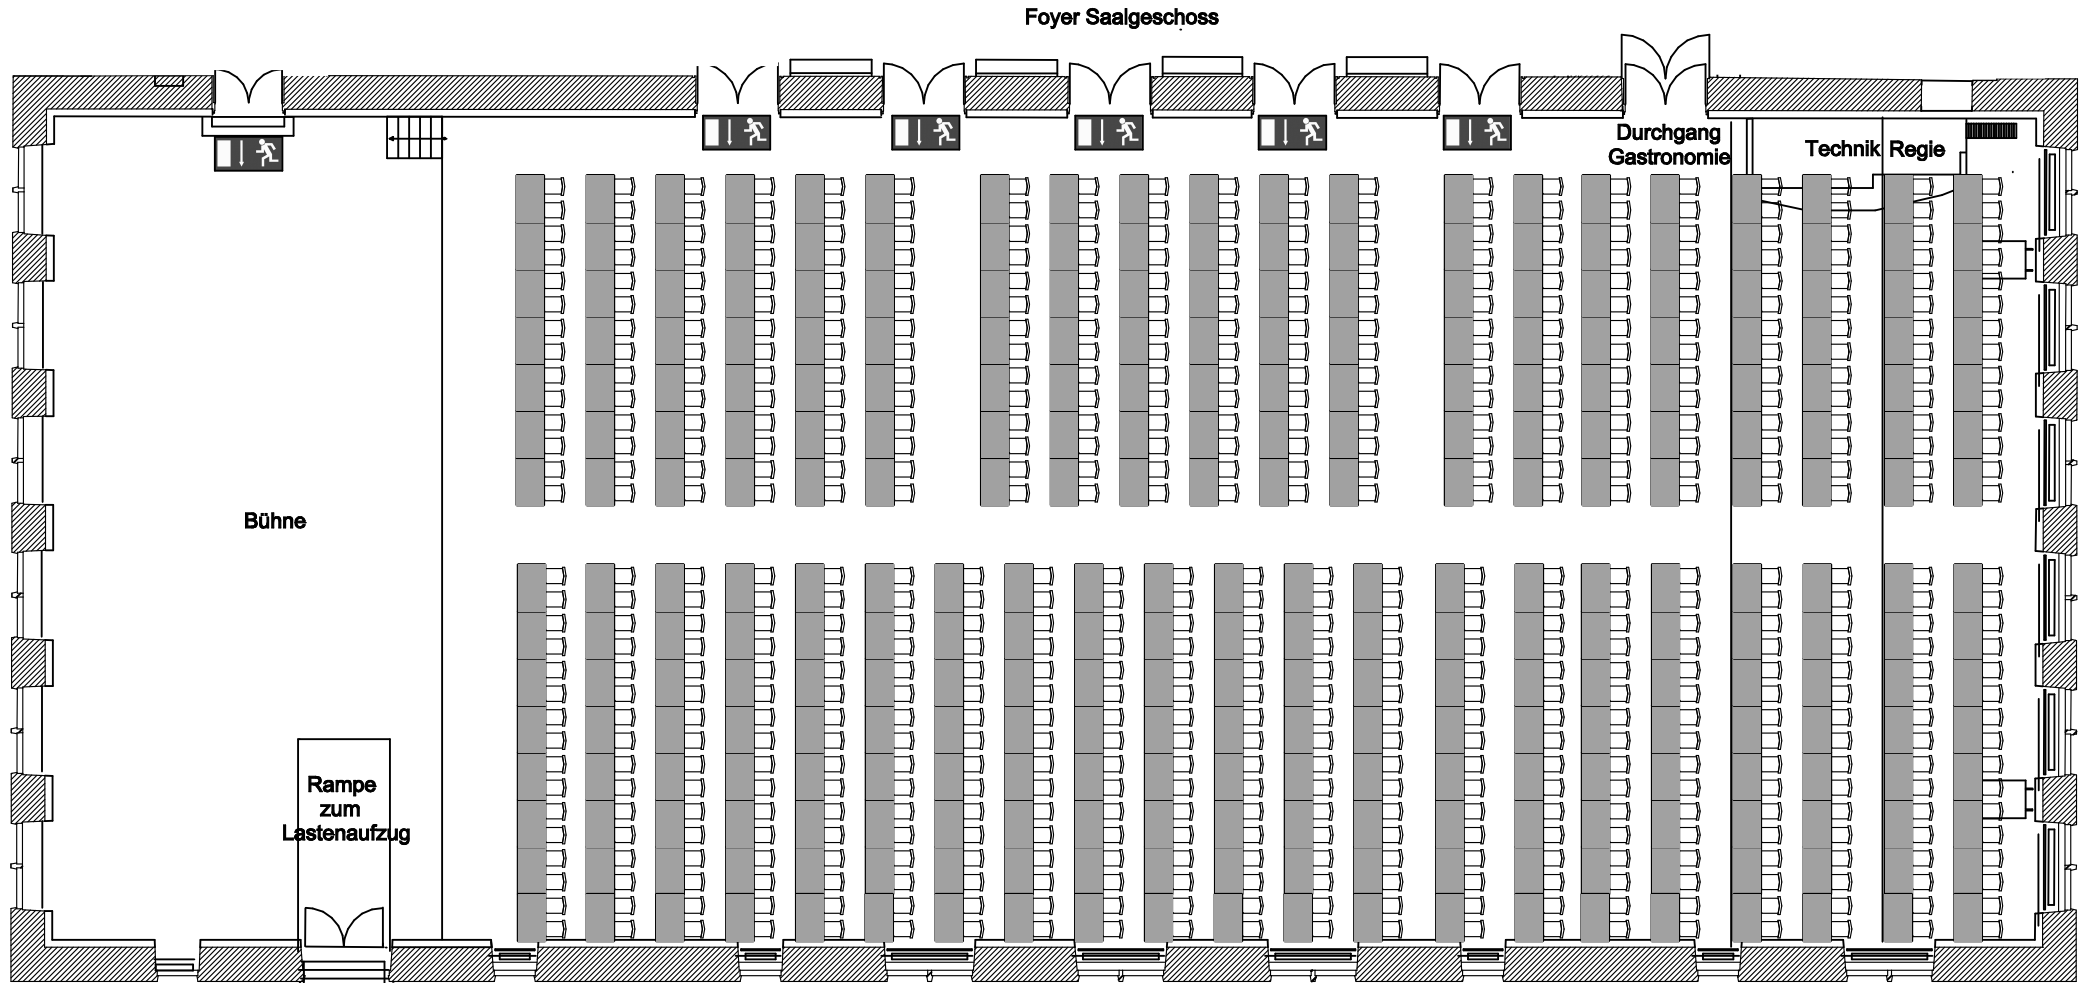 Foyer Saalgeschoss
Durchgang
Gastronomie
Technik Regie
Bühne
Rampe
zum
Lastenaufzug